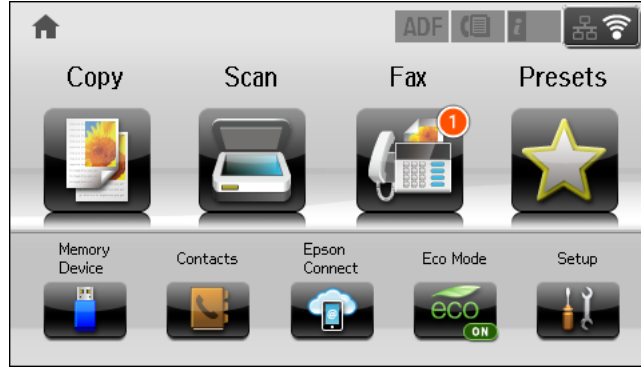 ADF i
Copy Scan Fax Presets
1
Memory Device Contacts Epson Connect Eco Mode Setup
@
eco
ON